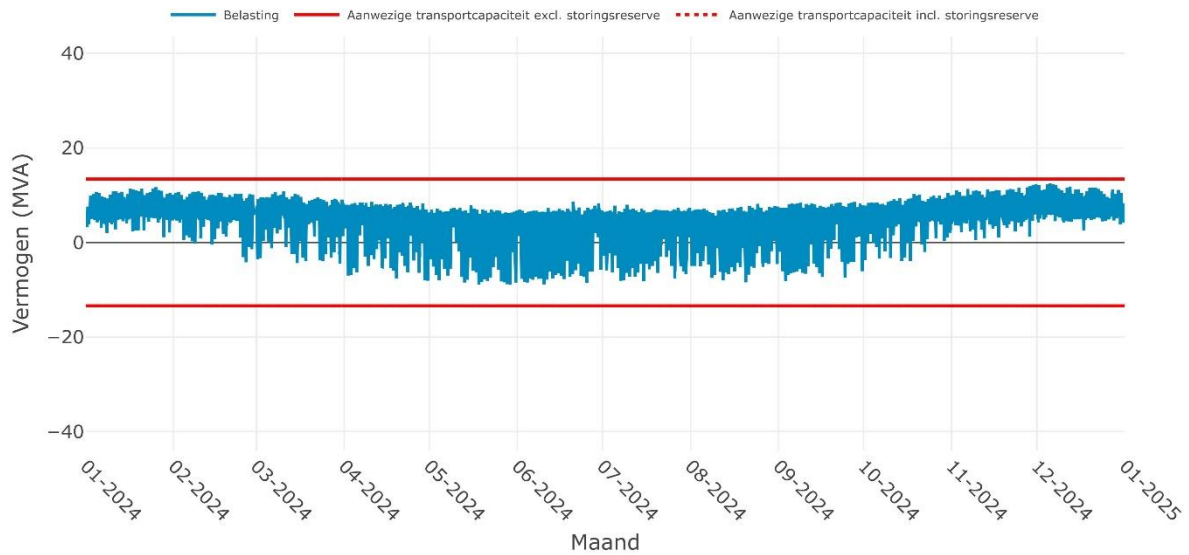 Belasting Aanwezige transportcapaciteit excl. storingsreserve Aanwezige transportcapaciteit incl. storingsreserve
40
20
0
−20
−40
Vermogen (MVA)
01-2024 02-2024 03-2024 04-2024 05-2024 06-2024 07-2024 08-2024 09-2024 10-2024 11-2024 12-2024 01-2025
Maand